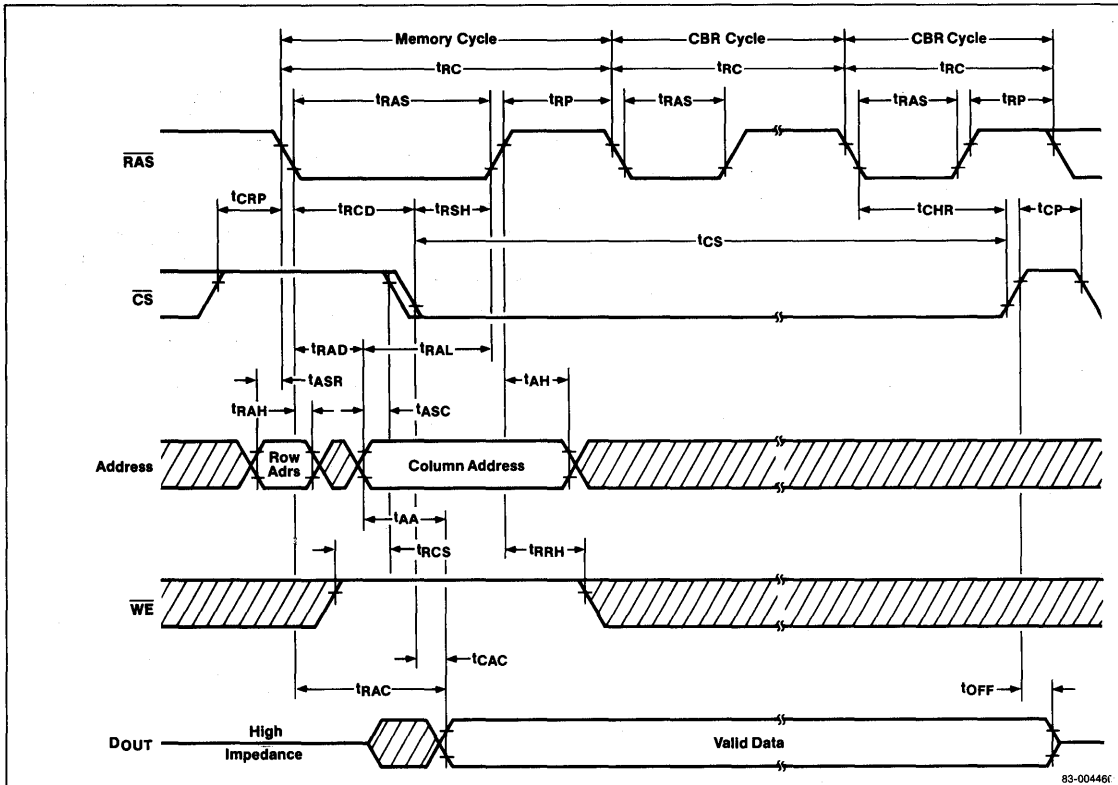 Memory Cycle CBR Cycle CBR Cycle
tRC tRC tRC
tRAS tRP tRAS tRAS tRP
RAS
tCRP tRCD tRSH tCHR tCP
tCS
CS
tRAD tRAL
tASR tAH
tRAH tASC
Address Row Adrs Column Address
tAA
tRCS tRRH
WE
tCAC
tRAC tOFF
DOUT High Impedance Valid Data